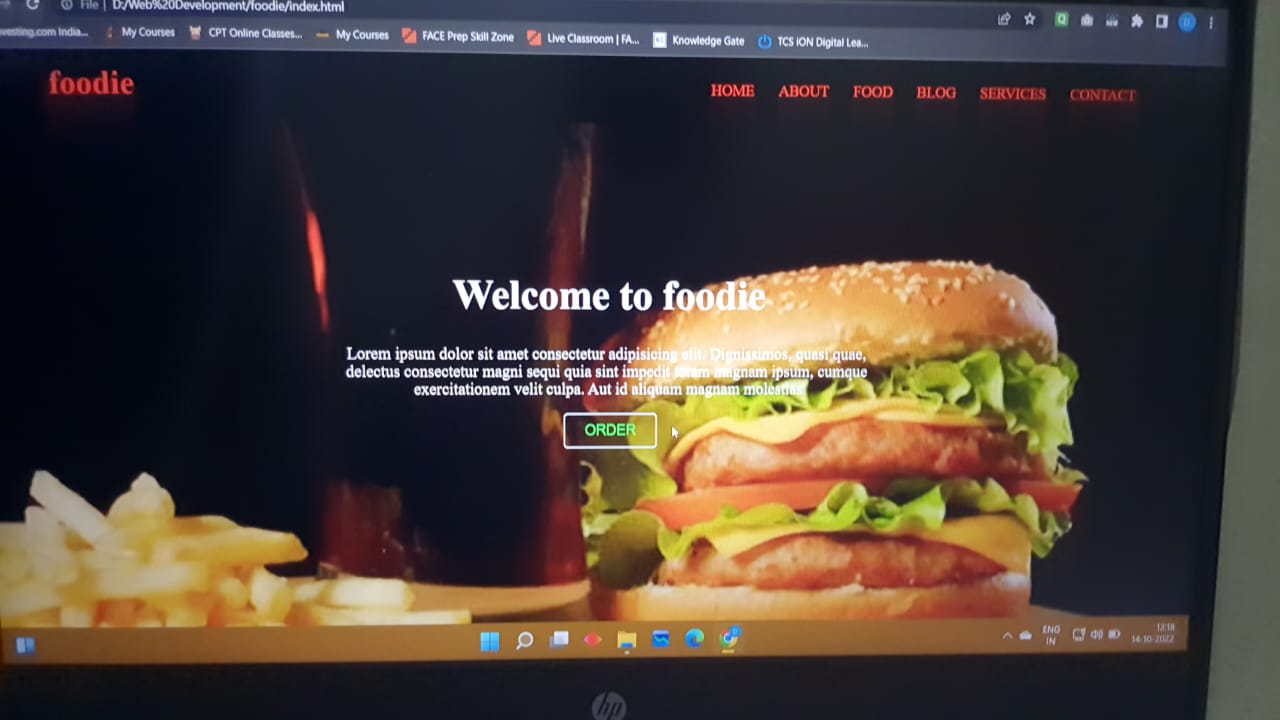 File | D:/Web%20Development/foodie/index.html
vesting.com India... My Courses CPT Online Classes... My Courses FACE Prep Skill Zone Live Classroom | FA... Knowledge Gate TCS iON Digital Lea...
foodie HOME ABOUT FOOD BLOG SERVICES CONTACT
Welcome to foodie
Lorem ipsum dolor sit amet consectetur adipisicing elit. Dignissimos, quasi quae,
delectus consectetur magni sequi quia sint impedit totam magnam ipsum, cumque
exercitationem velit culpa. Aut id aliquam magnam molestias.
ORDER
ENG 12:18
IN 14-10-2022
hp